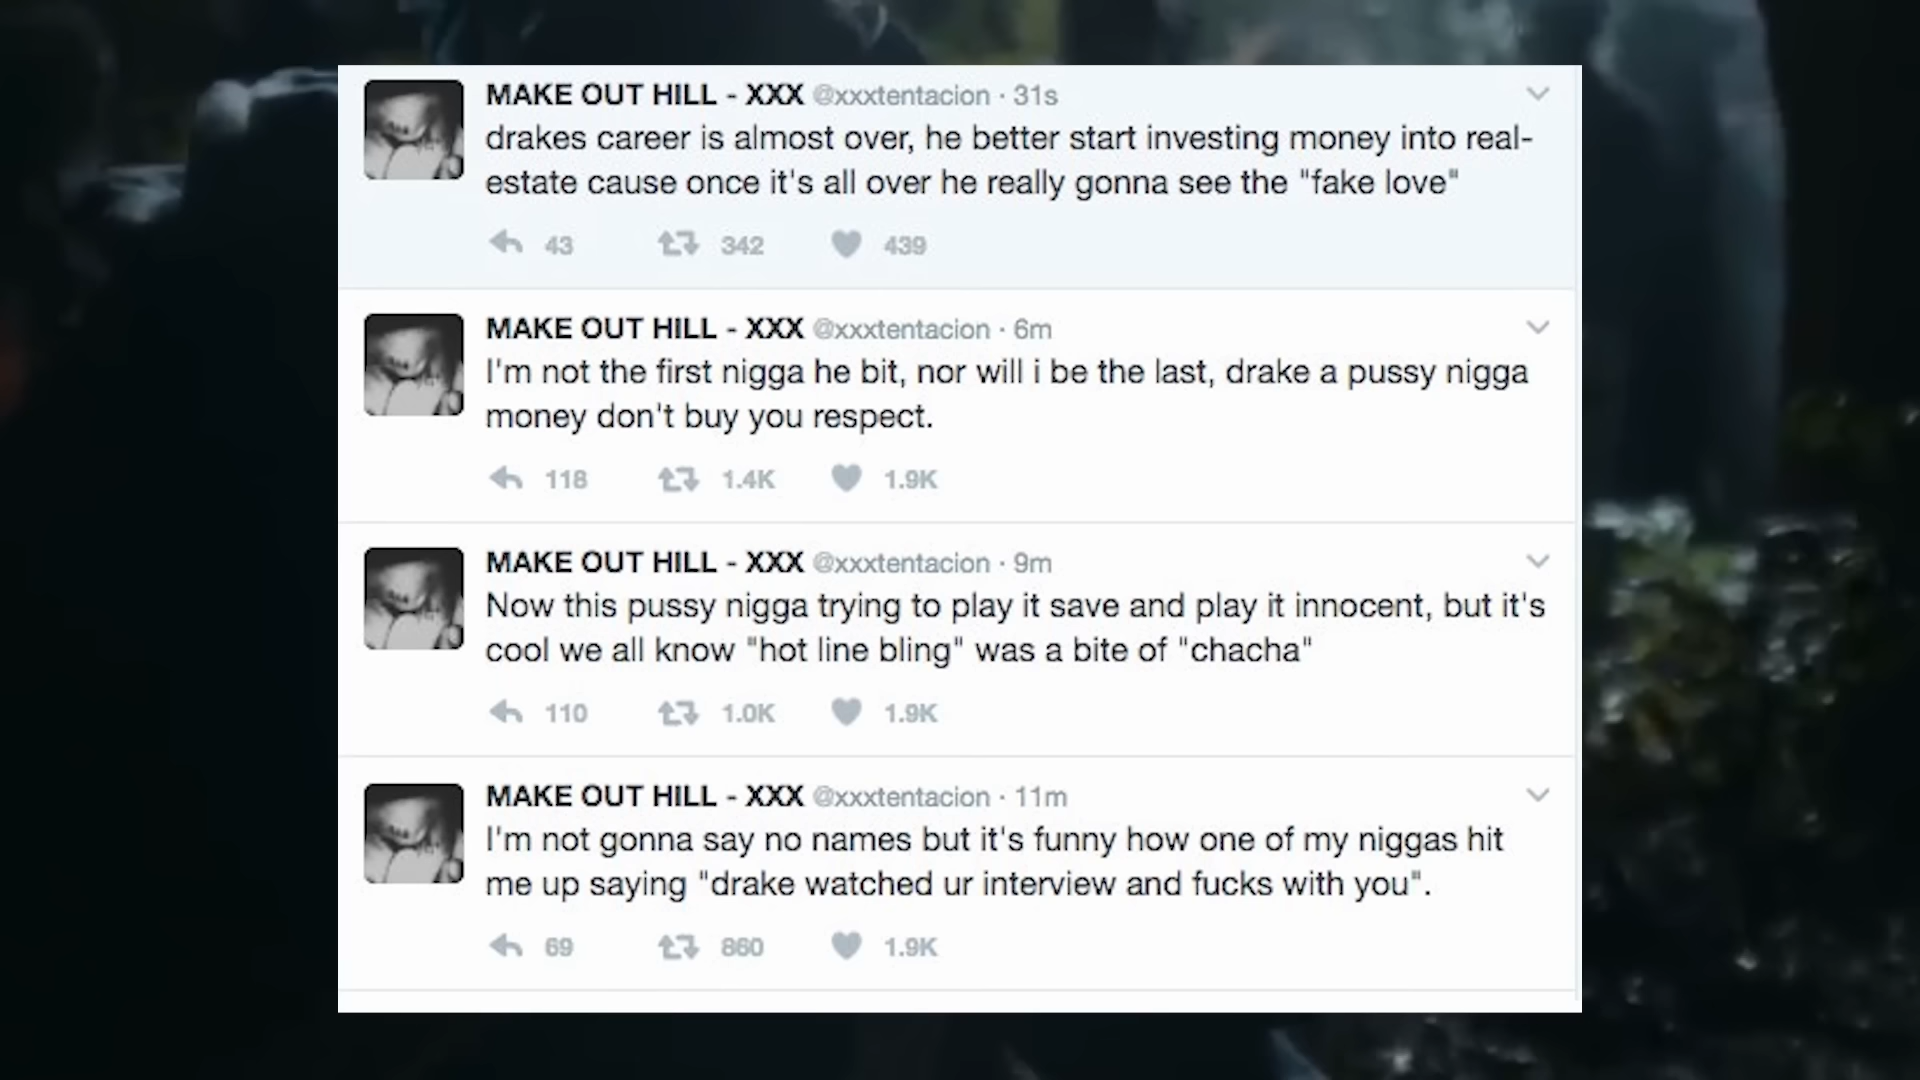 MAKE OUT HILL - XXX @xxxtentacion · 31s
drakes career is almost over, he better start investing money into real-
estate cause once it's all over he really gonna see the "fake love"
43 342 439
MAKE OUT HILL - XXX @xxxtentacion · 6m
I'm not the first nigga he bit, nor will i be the last, drake a pussy nigga
money don't buy you respect.
118 1.4K 1.9K
MAKE OUT HILL - XXX @xxxtentacion · 9m
Now this pussy nigga trying to play it save and play it innocent, but it's
cool we all know "hot line bling" was a bite of "chacha"
110 1.0K 1.9K
MAKE OUT HILL - XXX @xxxtentacion · 11m
I'm not gonna say no names but it's funny how one of my niggas hit
me up saying "drake watched ur interview and fucks with you".
69 860 1.9K